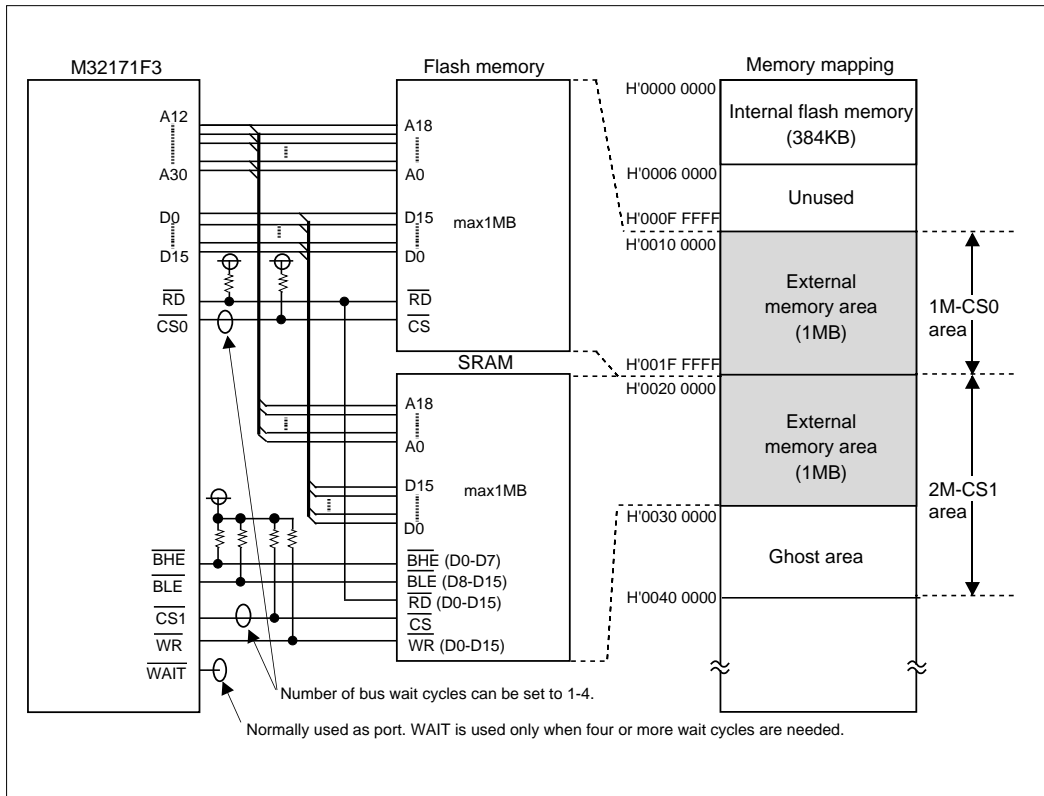 M32171F3
A12
A30
D0
D15
RD
CS0
BHE
BLE
CS1
WR
WAIT
Flash memory
A18
A0
D15
D0
max1MB
RD
CS
SRAM
A18
A0
D15
D0
max1MB
BHE (D0-D7)
BLE (D8-D15)
RD (D0-D15)
CS
WR (D0-D15)
Number of bus wait cycles can be set to 1-4.
Normally used as port. WAIT is used only when four or more wait cycles are needed.
Memory mapping
H'0000 0000
Internal flash memory
(384KB)
H'0006 0000
Unused
H'000F FFFF
H'0010 0000
External
memory area
(1MB)
1M-CS0
area
H'001F FFFF
H'0020 0000
External
memory area
(1MB)
2M-CS1
area
H'0030 0000
Ghost area
H'0040 0000